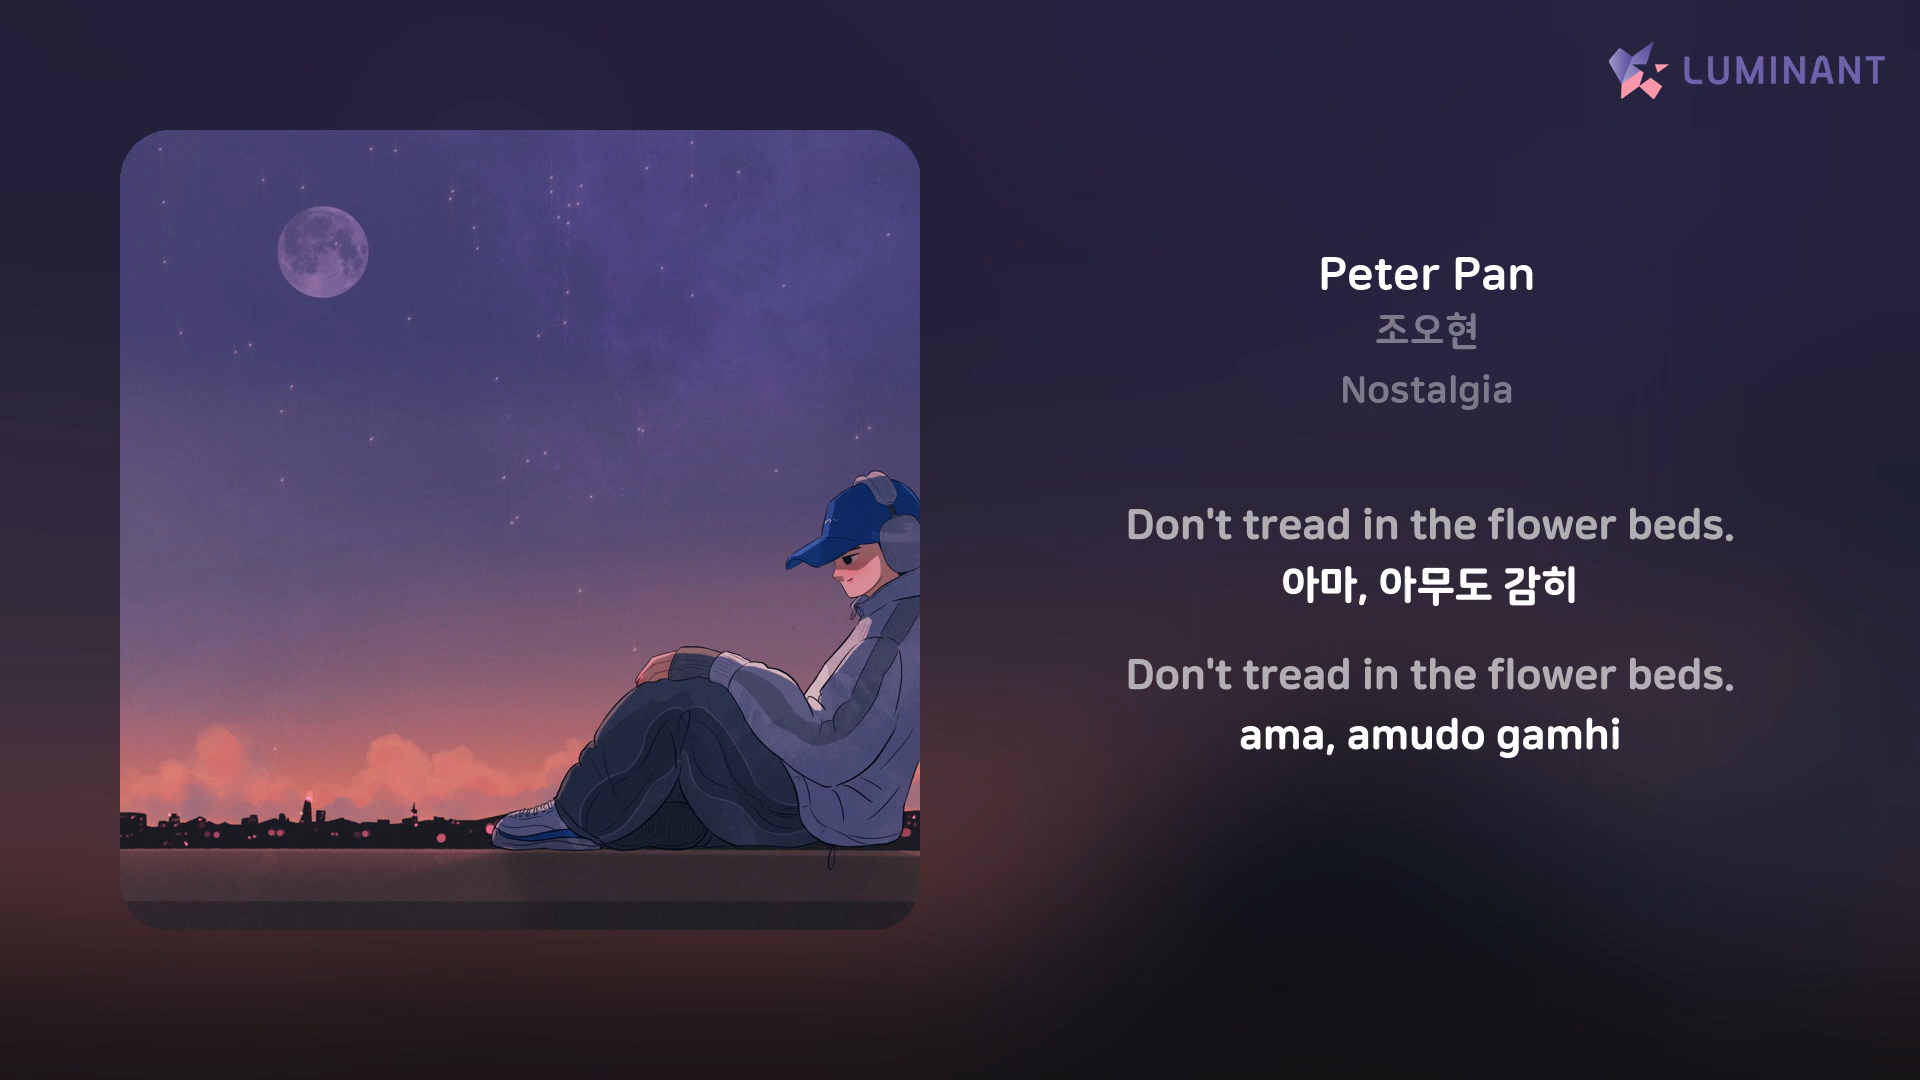 LUMINANT
Peter Pan
조오현
Nostalgia
Don't tread in the flower beds.
아마, 아무도 감히
Don't tread in the flower beds.
ama, amudo gamhi